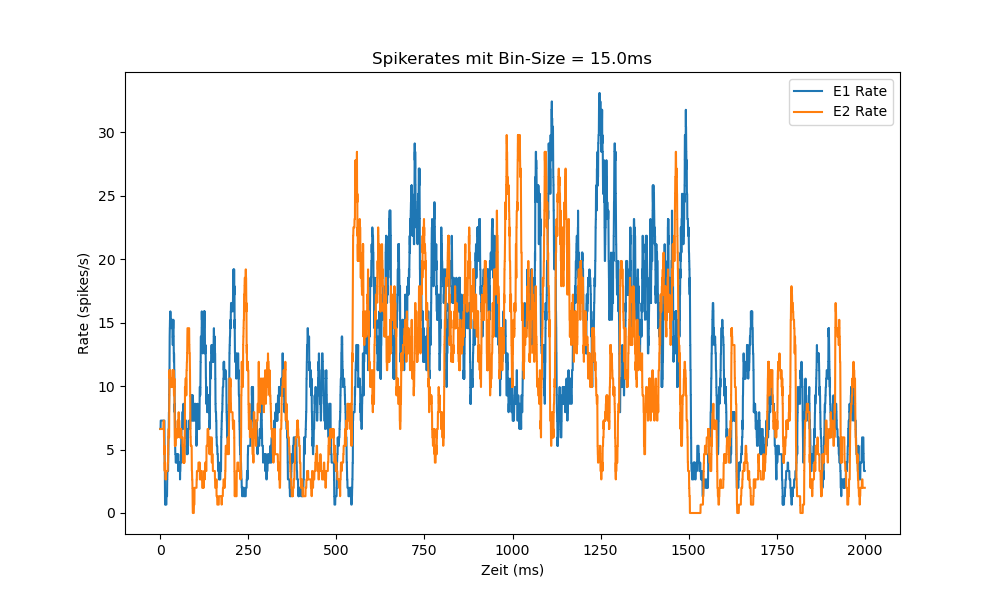 Spikerates mit Bin-Size = 15.0ms
E1 Rate
E2 Rate
Rate (spikes/s)
30
25
20
15
10
5
0
0 250 500 750 1000 1250 1500 1750 2000
Zeit (ms)